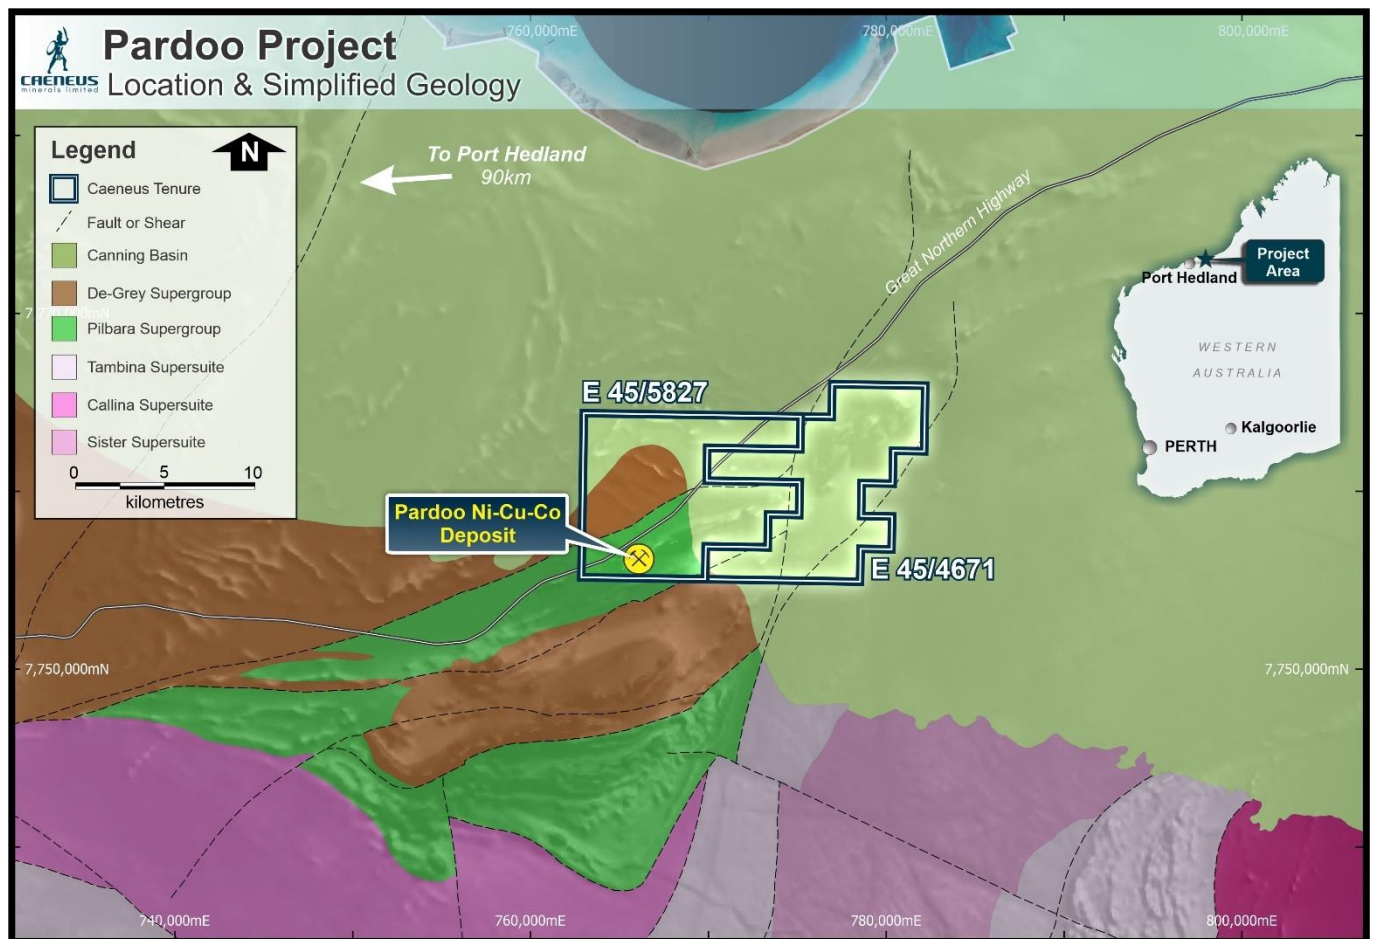 Pardoo Project
CAENEUS
minerals limited
Location & Simplified Geology
760,000mE
780,000mE
800,000mE
Legend
N
Caeneus Tenure
Fault or Shear
Canning Basin
De-Grey Supergroup
Pilbara Supergroup
Tambina Supersuite
Callina Supersuite
Sister Supersuite
0 5 10
kilometres
To Port Hedland
90km
Great Northern Highway
Project
Area
Port Hedland
WESTERN
AUSTRALIA
Kalgoorlie
PERTH
E 45/5827
Pardoo Ni-Cu-Co
Deposit
E 45/4671
7,750,000mN
7,750,000mN
740,000mE
760,000mE
780,000mE
800,000mE